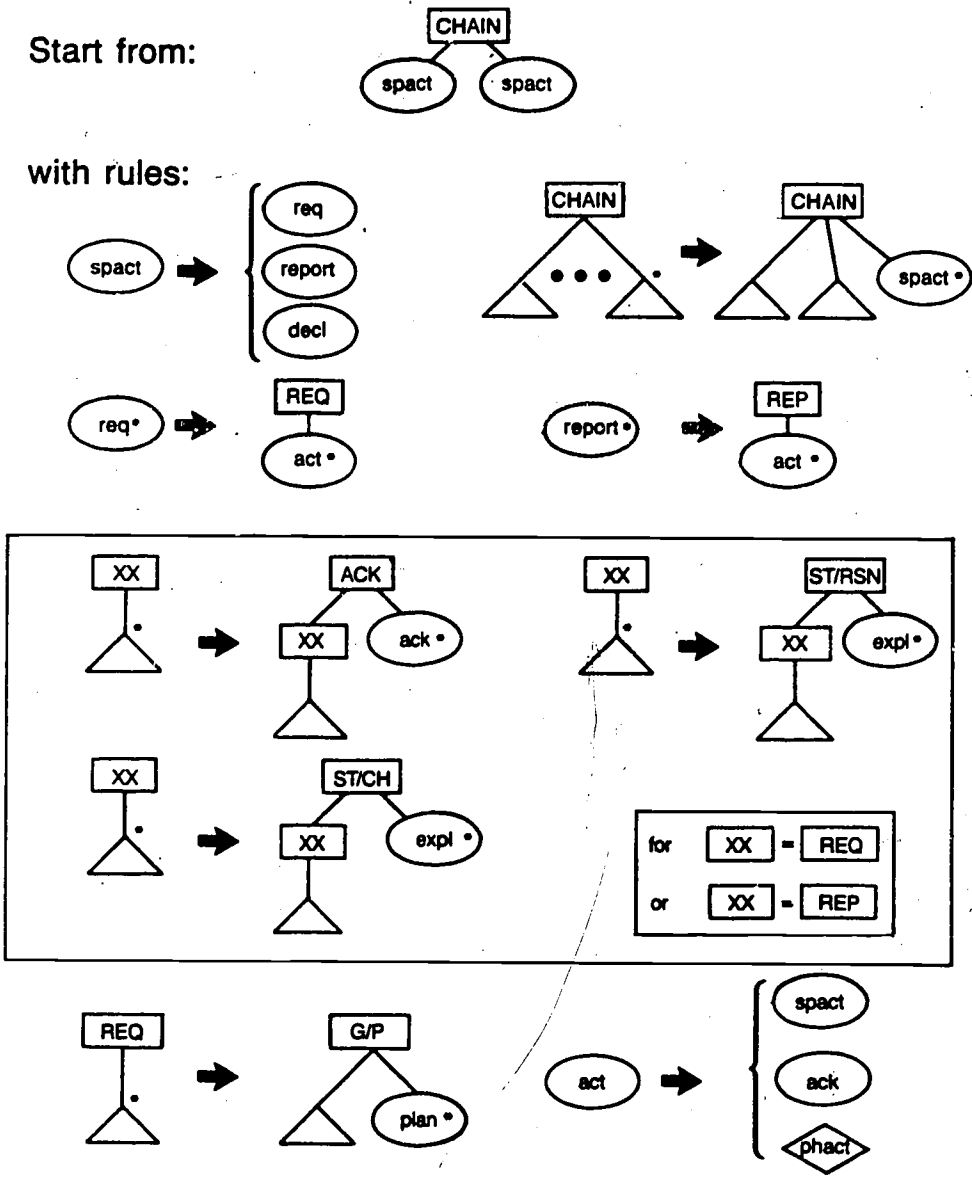 Start from:
CHAIN
spact spact
with rules:
spact
req
report
decl
CHAIN
CHAIN
spact*
req*
REQ
act*
report*
REP
act*
XX
ACK
XX
ack*
XX
ST/RSN
XX
expl*
XX
ST/CH
XX
expl*
for XX = REQ
or XX = REP
REQ
G/P
plan*
act
spact
ack
phact